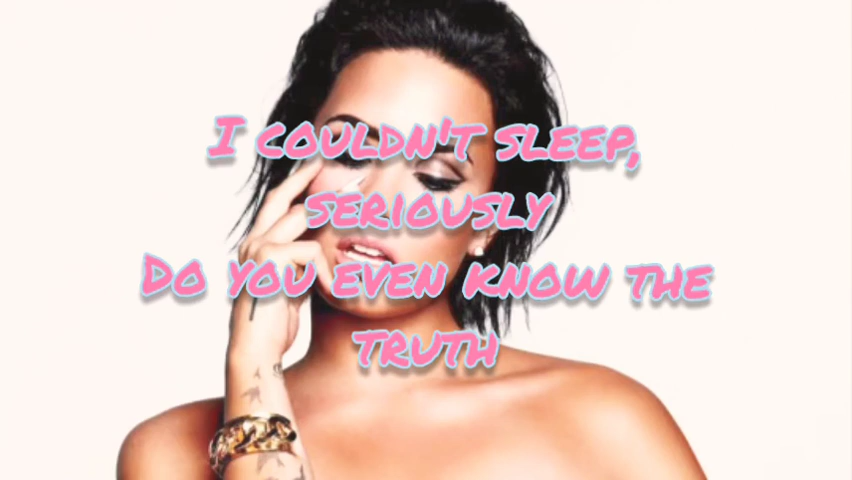 I couldn't sleep,
seriously
Do you even know the
truth